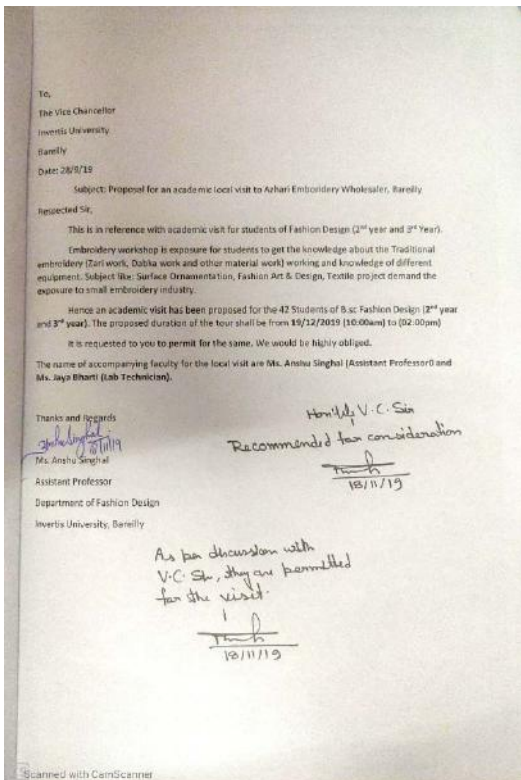 To,
The Vice Chancellor
Invertis University
Bareilly
Date: 28/8/19
Subject: Proposal for an academic local visit to Azhari Embroidery Wholesaler, Bareilly
Respected Sir,
This is in reference with academic visit for students of Fashion Design (2nd year and 3rd Year).
Embroidery workshop is exposure for students to get the knowledge about the Traditional
embroidery (Zari work, Dabka work and other material work) working and knowledge of different
equipment. Subject like: Surface Ornamentation, Fashion Art & Design, Textile project demand the
exposure to small embroidery industry.
Hence an academic visit has been proposed for the 42 Students of B.sc Fashion Design (2nd year
and 3rd year). The proposed duration of the tour shall be from 19/12/2019 (10:00am) to (02:00pm)
It is requested to you to permit for the same. We would be highly obliged.
The name of accompanying faculty for the local visit are Ms. Anshu Singhal (Assistant Professor0 and
Ms. Jaya Bharti (Lab Technician).
Thanks and Regards
Ms. Anshu Singhal
Assistant Professor
Department of Fashion Design
Invertis University, Bareilly
Hon'ble V.C. Sir
Recommended for consideration
18/11/19
As per discussion with
V.C. Sir, they are permitted
for the visit.
18/11/19
Scanned with CamScanner